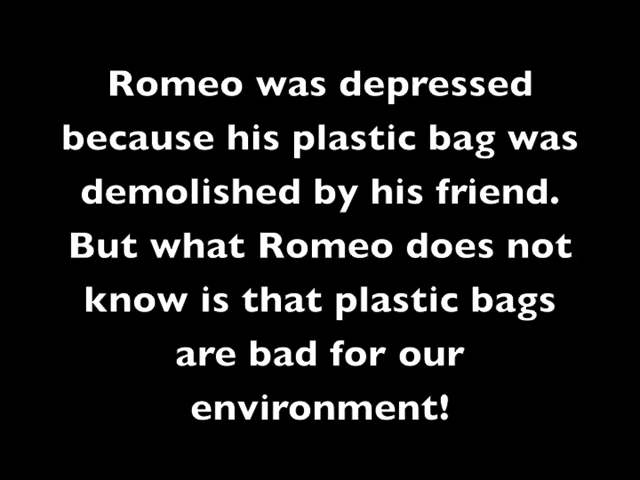 Romeo was depressed
because his plastic bag was
demolished by his friend.
But what Romeo does not
know is that plastic bags
are bad for our
environment!